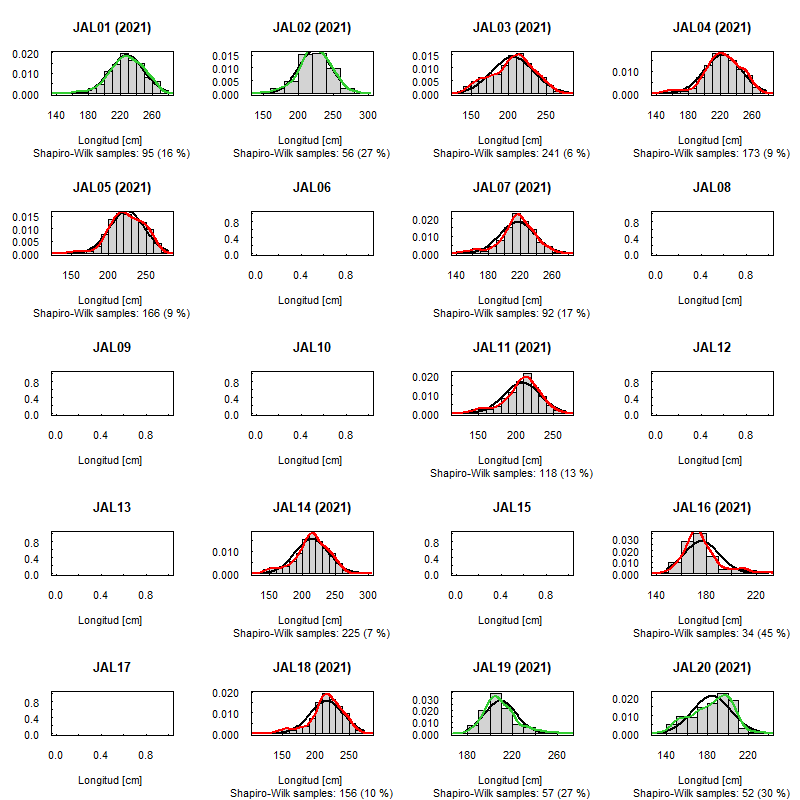 JAL01 (2021) JAL02 (2021) JAL03 (2021) JAL04 (2021)
0.020 0.010 0.000 0.015 0.010 0.005 0.000 0.015 0.010 0.005 0.000 0.010 0.000
140 180 220 260 150 200 250 300 150 200 250 140 180 220 260
Longitud [cm] Longitud [cm] Longitud [cm] Longitud [cm]
Shapiro-Wilk samples: 95 (16 %) Shapiro-Wilk samples: 56 (27 %) Shapiro-Wilk samples: 241 (6 %) Shapiro-Wilk samples: 173 (9 %)
JAL05 (2021) JAL06 JAL07 (2021) JAL08
0.015 0.010 0.005 0.000 0.8 0.4 0.0 0.020 0.010 0.000 0.8 0.4 0.0
150 200 250 0.0 0.4 0.8 140 180 220 260 0.0 0.4 0.8
Longitud [cm] Longitud [cm] Longitud [cm] Longitud [cm]
Shapiro-Wilk samples: 166 (9 %) Shapiro-Wilk samples: 92 (17 %)
JAL09 JAL10 JAL11 (2021) JAL12
0.8 0.4 0.0 0.8 0.4 0.0 0.020 0.010 0.000 0.8 0.4 0.0
0.0 0.4 0.8 0.0 0.4 0.8 150 200 250 0.0 0.4 0.8
Longitud [cm] Longitud [cm] Longitud [cm] Longitud [cm]
Shapiro-Wilk samples: 118 (13 %)
JAL13 JAL14 (2021) JAL15 JAL16 (2021)
0.8 0.4 0.0 0.010 0.000 0.8 0.4 0.0 0.030 0.020 0.010 0.000
0.0 0.4 0.8 150 200 250 300 0.0 0.4 0.8 140 180 220
Longitud [cm] Longitud [cm] Longitud [cm] Longitud [cm]
Shapiro-Wilk samples: 225 (7 %) Shapiro-Wilk samples: 34 (45 %)
JAL17 JAL18 (2021) JAL19 (2021) JAL20 (2021)
0.8 0.4 0.0 0.020 0.010 0.000 0.030 0.020 0.010 0.000 0.020 0.010 0.000
0.0 0.4 0.8 150 200 250 180 220 260 140 180 220
Longitud [cm] Longitud [cm] Longitud [cm] Longitud [cm]
Shapiro-Wilk samples: 156 (10 %) Shapiro-Wilk samples: 57 (27 %) Shapiro-Wilk samples: 52 (30 %)